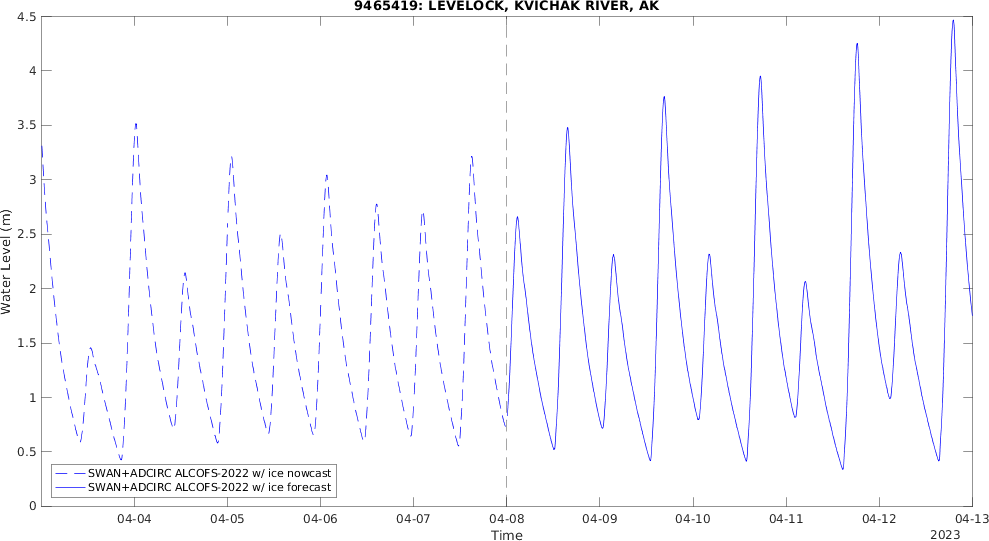 9465419: LEVELOCK, KVICHAK RIVER, AK
4.5
4
3.5
3
2.5
2
1.5
1
0.5
0
Water Level (m)
SWAN+ADCIRC ALCOFS-2022 w/ ice nowcast
SWAN+ADCIRC ALCOFS-2022 w/ ice forecast
04-04 04-05 04-06 04-07 04-08 04-09 04-10 04-11 04-12 04-13
Time
2023